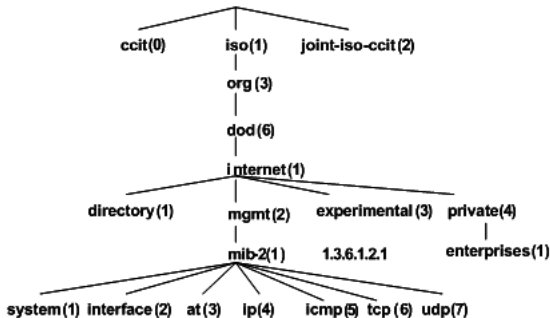 ccit(0) iso(1) joint-iso-ccit(2)
org(3)
dod(6)
internet(1)
directory(1) mgmt(2) experimental(3) private(4)
mib-2(1) 1.3.6.1.2.1 enterprises(1)
system(1) interface(2) at(3) ip(4) icmp(5) tcp(6) udp(7)